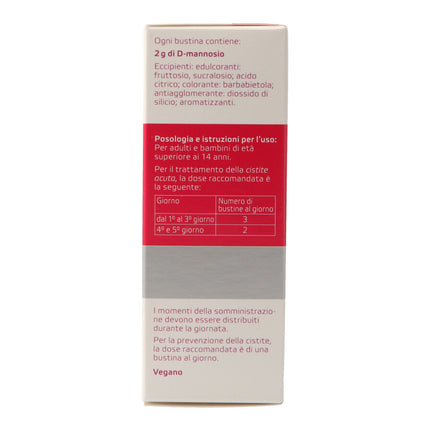 Ogni bustina contiene:
2 g di D-mannosio
Eccipienti: edulcoranti:
fruttosio, sucralosio; acido
citrico; colorante: barbabietola;
antiagglomerante: diossido di
silicio; aromatizzanti.
Posologia e istruzioni per l'uso:
Per adulti e bambini di età
superiore ai 14 anni.
Per il trattamento della cistite
acuta, la dose raccomandata è
la seguente:
Giorno Numero di
bustine al giorno
dal 1º al 3º giorno 3
4º e 5º giorno 2
I momenti della somministrazio-
ne devono essere distribuiti
durante la giornata.
Per la prevenzione della cistite,
la dose raccomandata è di una
bustina al giorno.
Vegano